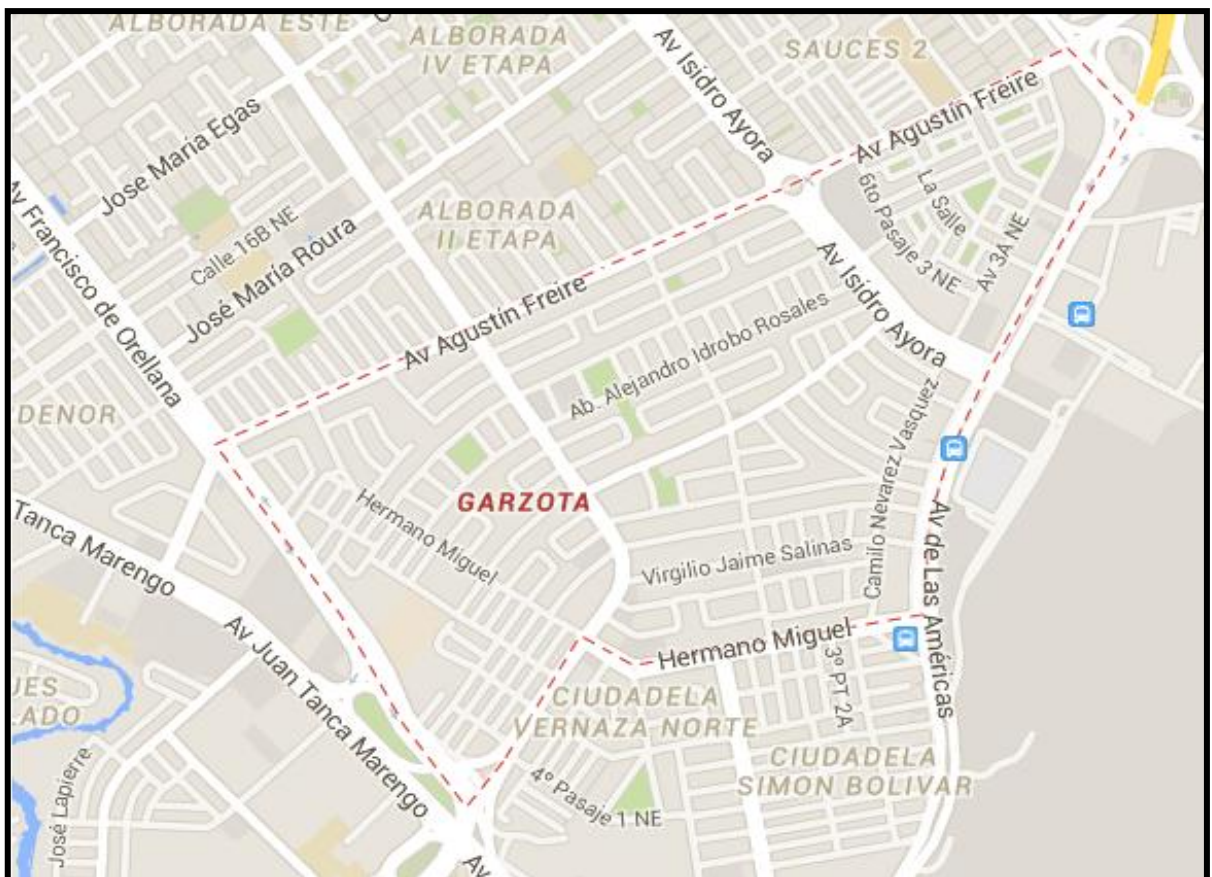 ALBORADA ESTE
ALBORADA
IV ETAPA
Av Isidro Ayora
SAUCES 2
Av Agustín Freire
Jose María Egas
6to Pasaje 3 NE
La Salle
Av 3A NE
ALBORADA
II ETAPA
Calle 16B NE
José María Roura
Av Francisco de Orellana
Av Isidro Ayora
Av Agustín Freire
Ab. Alejandro Idrobo Rosales
DENOR
Camilo Nevarez Vasquez
GARZOTA
Hermano Miguel
Tanca Marengo
Av de Las Américas
Virgilio Jaime Salinas
Av Juan Tanca Marengo
Hermano Miguel
3º PT 2A
UES
LADO
CIUDADELA
VERNAZA NORTE
CIUDADELA
SIMON BOLIVAR
4º Pasaje 1 NE
José Lapierre
Av